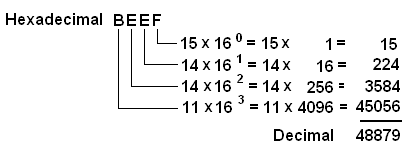 Hexadecimal BEEF
15 x 16 0 = 15 x 1 = 15
14 x 16 1 = 14 x 16 = 224
14 x 16 2 = 14 x 256 = 3584
11 x 16 3 = 11 x 4096 = 45056
Decimal 48879